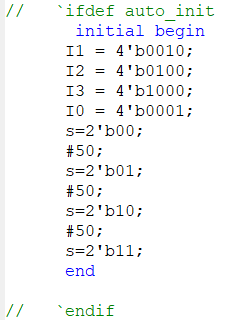 //   `ifdef auto_init
initial begin
I1 = 4'b0010;
I2 = 4'b0100;
I3 = 4'b1000;
I0 = 4'b0001;
s=2'b00;
#50;
s=2'b01;
#50;
s=2'b10;
#50;
s=2'b11;
end
//   `endif